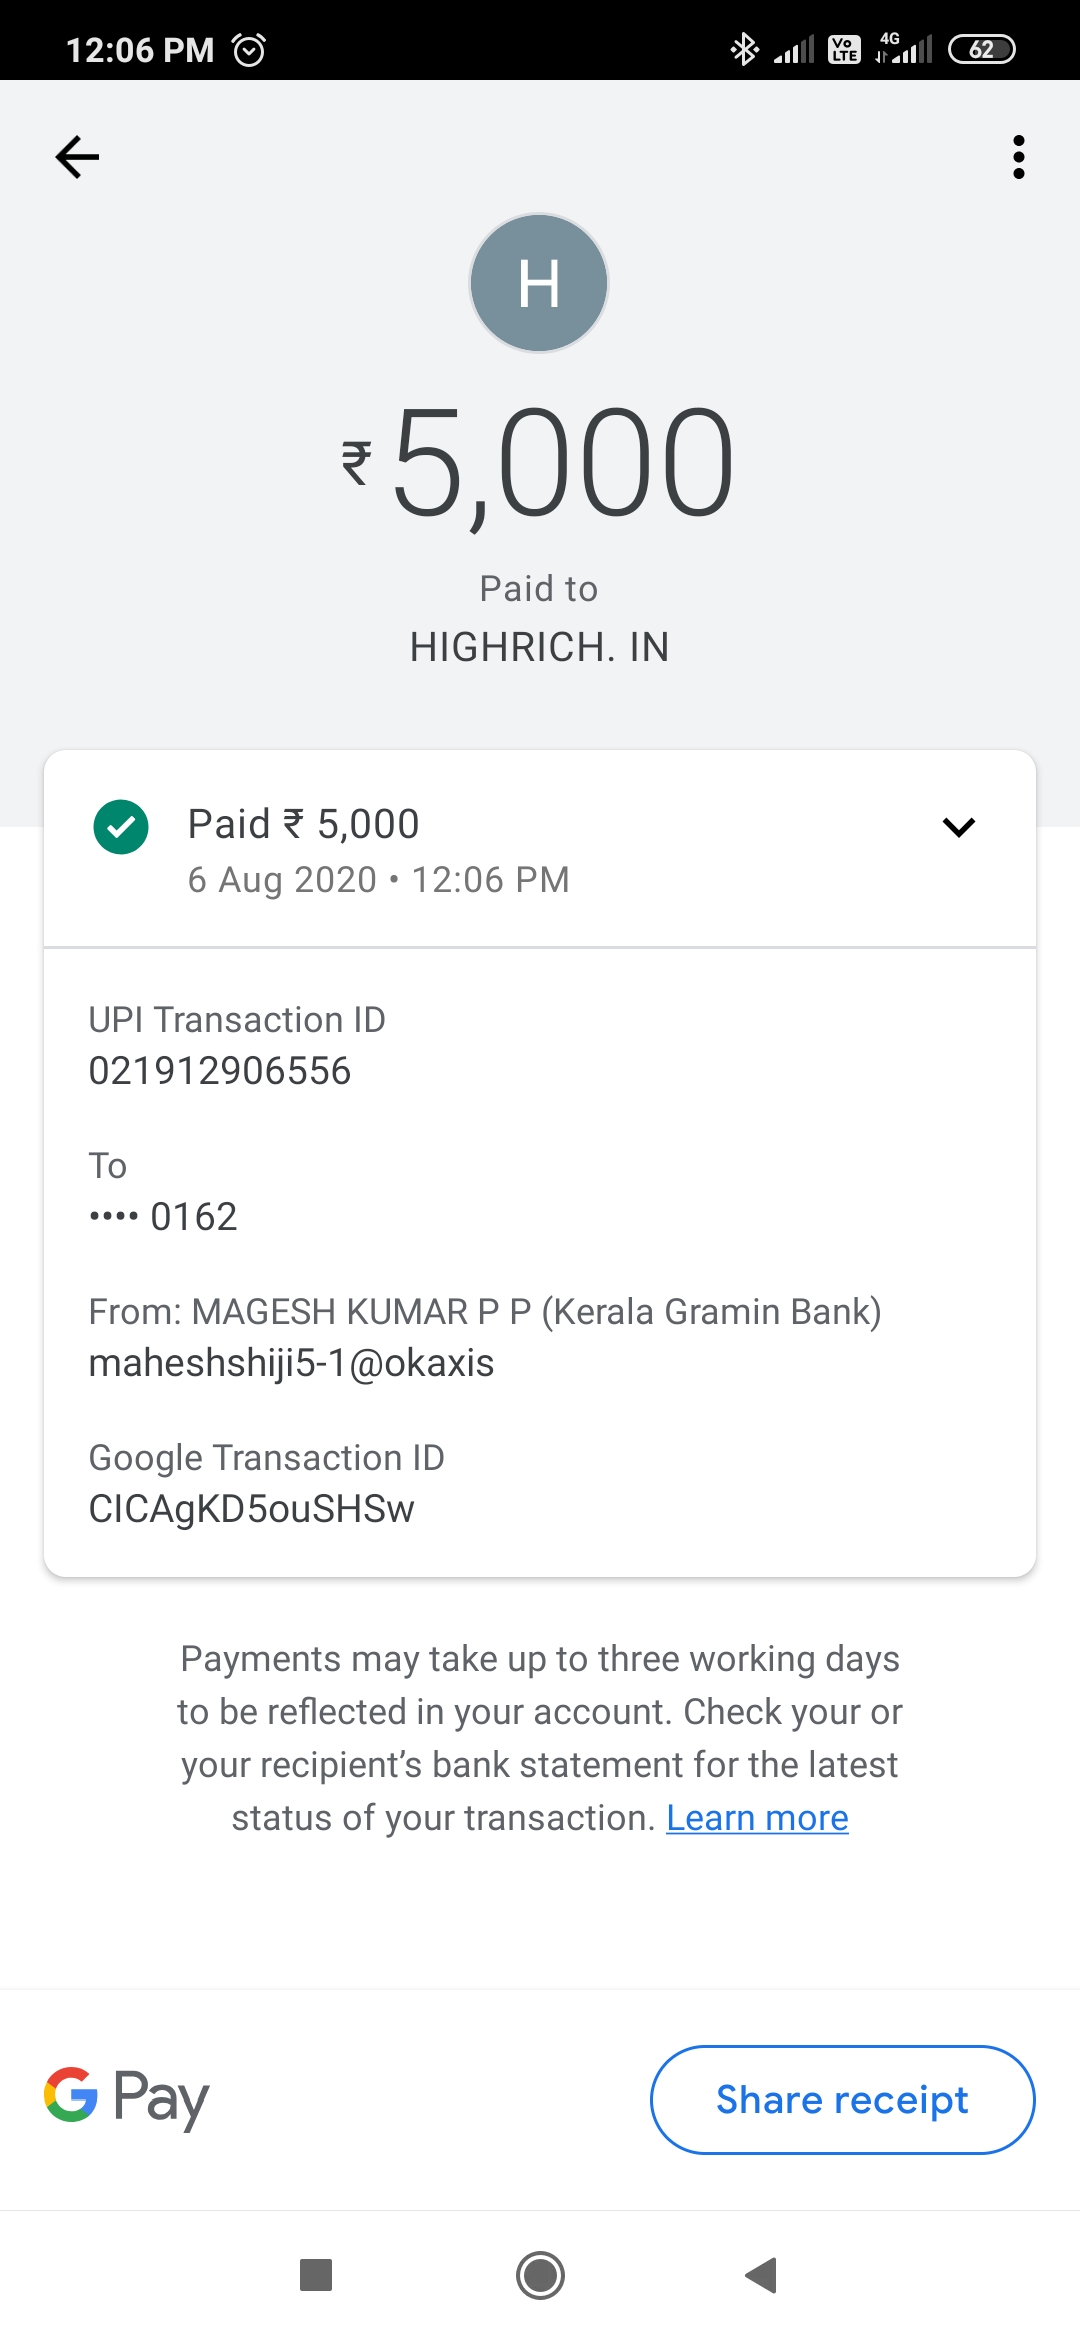 12:06 PM
Vo LTE 4G 62
H
₹5,000
Paid to
HIGHRICH. IN
Paid ₹ 5,000
6 Aug 2020 • 12:06 PM
UPI Transaction ID
021912906556
To
•••• 0162
From: MAGESH KUMAR P P (Kerala Gramin Bank)
maheshshiji5-1@okaxis
Google Transaction ID
CICAgKD5ouSHSw
Payments may take up to three working days
to be reflected in your account. Check your or
your recipient’s bank statement for the latest
status of your transaction. Learn more
G Pay
Share receipt